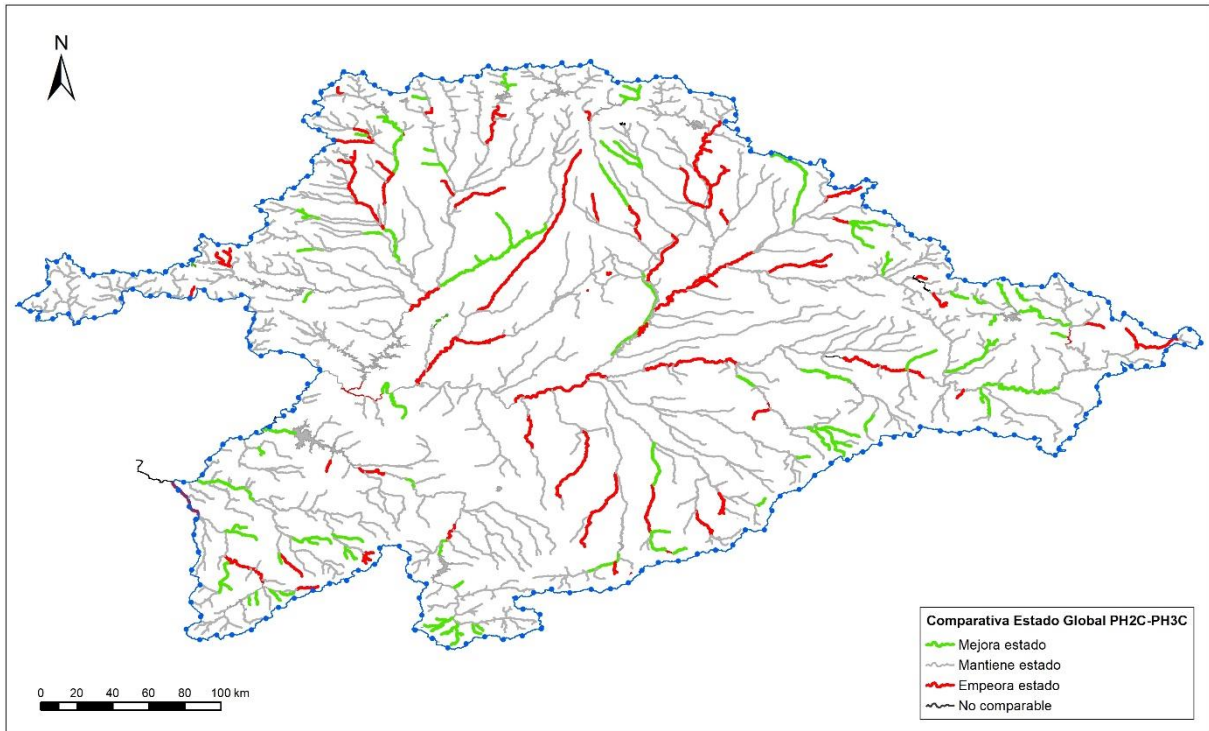 N
Comparativa Estado Global PH2C-PH3C
Mejora estado
Mantiene estado
Empeora estado
No comparable
0 20 40 60 80 100 km